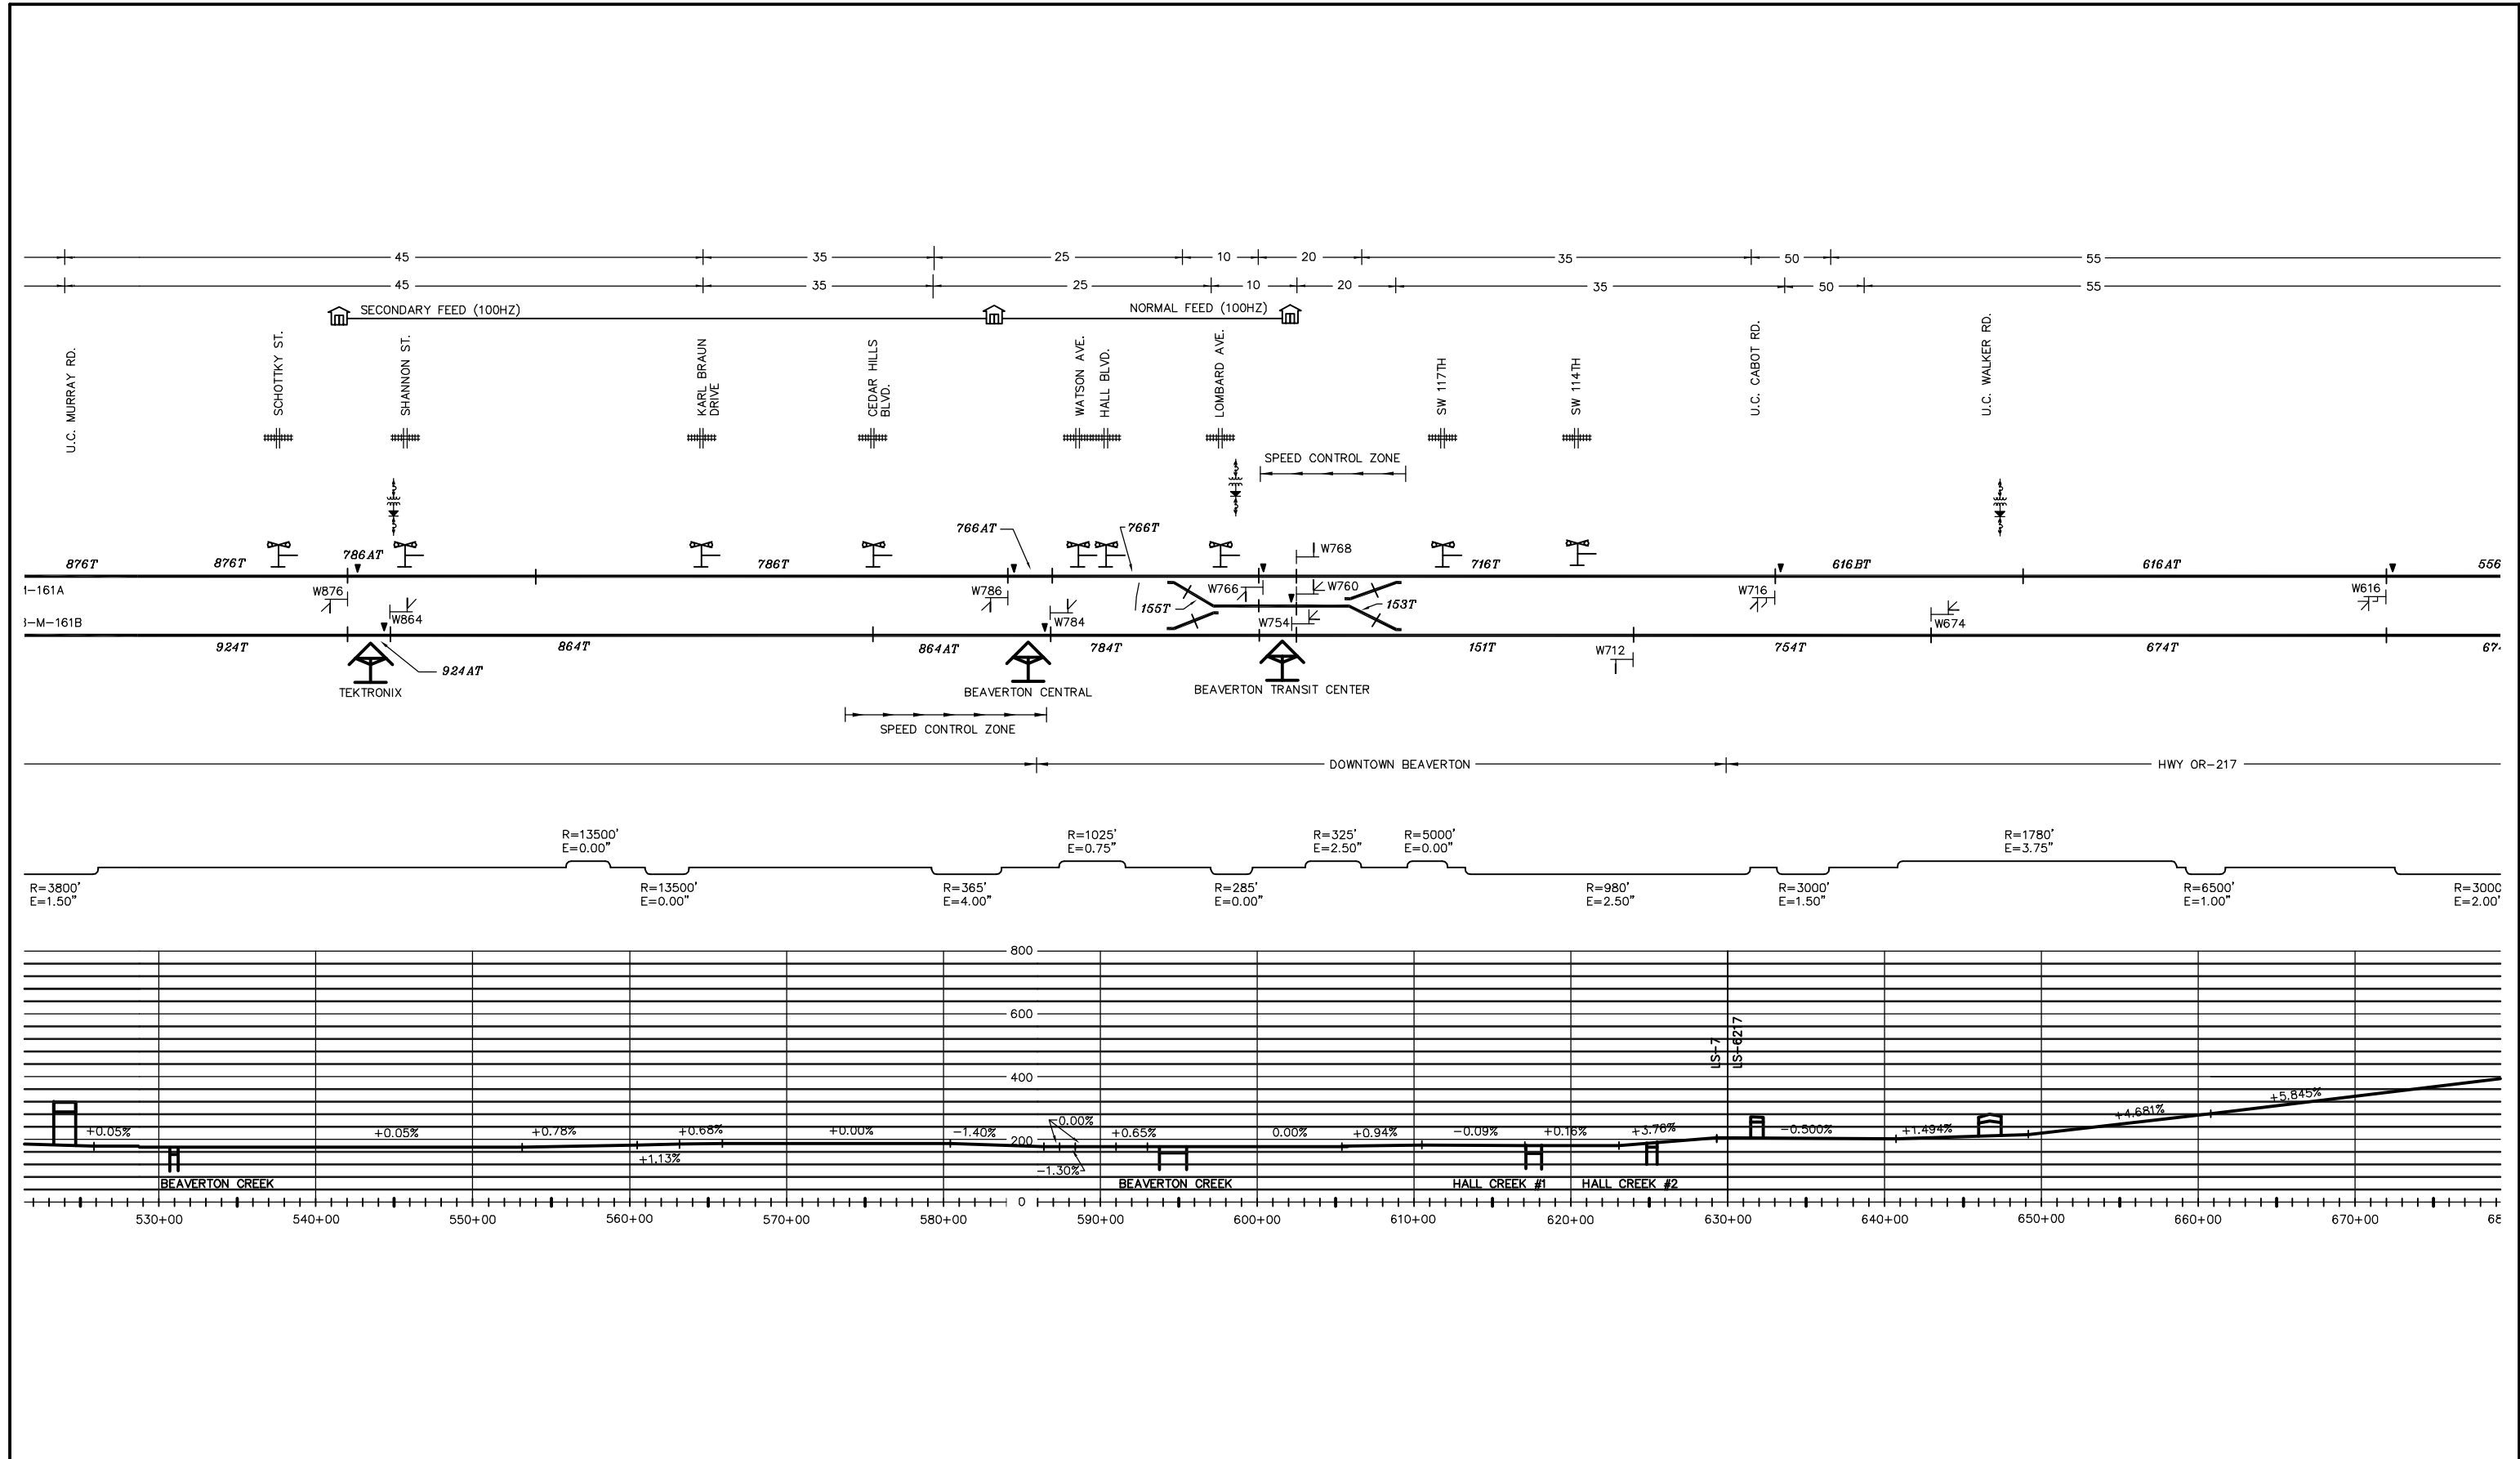 45 35 25 10 20 35 50 55
45 35 25 10 20 35 50 55
SECONDARY FEED (100HZ)
NORMAL FEED (100HZ)
U.C. MURRAY RD.
SCHOTTKY ST.
SHANNON ST.
KARL BRAUN
DRIVE
CEDAR HILLS
BLVD.
WATSON AVE.
HALL BLVD.
LOMBARD AVE.
SW 117TH
SW 114TH
U.C. CABOT RD.
U.C. WALKER RD.
SPEED CONTROL ZONE
766AT
766T
876T
876T
786AT
786T
W768
716T
616BT
616AT
556
-161A
W876
W786
W766
W760
W716
W616
W864
W784
155T
153T
W754
W674
-M-161B
924T
864T
864AT
784T
151T
W712
754T
674T
67
924AT
TEKTRONIX
BEAVERTON CENTRAL
BEAVERTON TRANSIT CENTER
SPEED CONTROL ZONE
DOWNTOWN BEAVERTON
HWY OR-217
R=13500'
E=0.00"
R=1025'
E=0.75"
R=325'
E=2.50"
R=5000'
E=0.00"
R=1780'
E=3.75"
R=3800'
E=1.50"
R=13500'
E=0.00"
R=365'
E=4.00"
R=285'
E=0.00"
R=980'
E=2.50"
R=3000'
E=1.50"
R=6500'
E=1.00"
R=3000
E=2.00'
800
600
400
200
0
LS-7
LS-6217
+0.05%
+0.05%
+0.78%
+1.13%
+0.68%
+0.00%
-1.40%
0.00%
-1.30%
+0.65%
0.00%
+0.94%
-0.09%
+0.16%
+3.76%
-0.500%
+1.494%
+4.681%
+5.845%
BEAVERTON CREEK
BEAVERTON CREEK
HALL CREEK #1
HALL CREEK #2
530+00 540+00 550+00 560+00 570+00 580+00 590+00 600+00 610+00 620+00 630+00 640+00 650+00 660+00 670+00 68